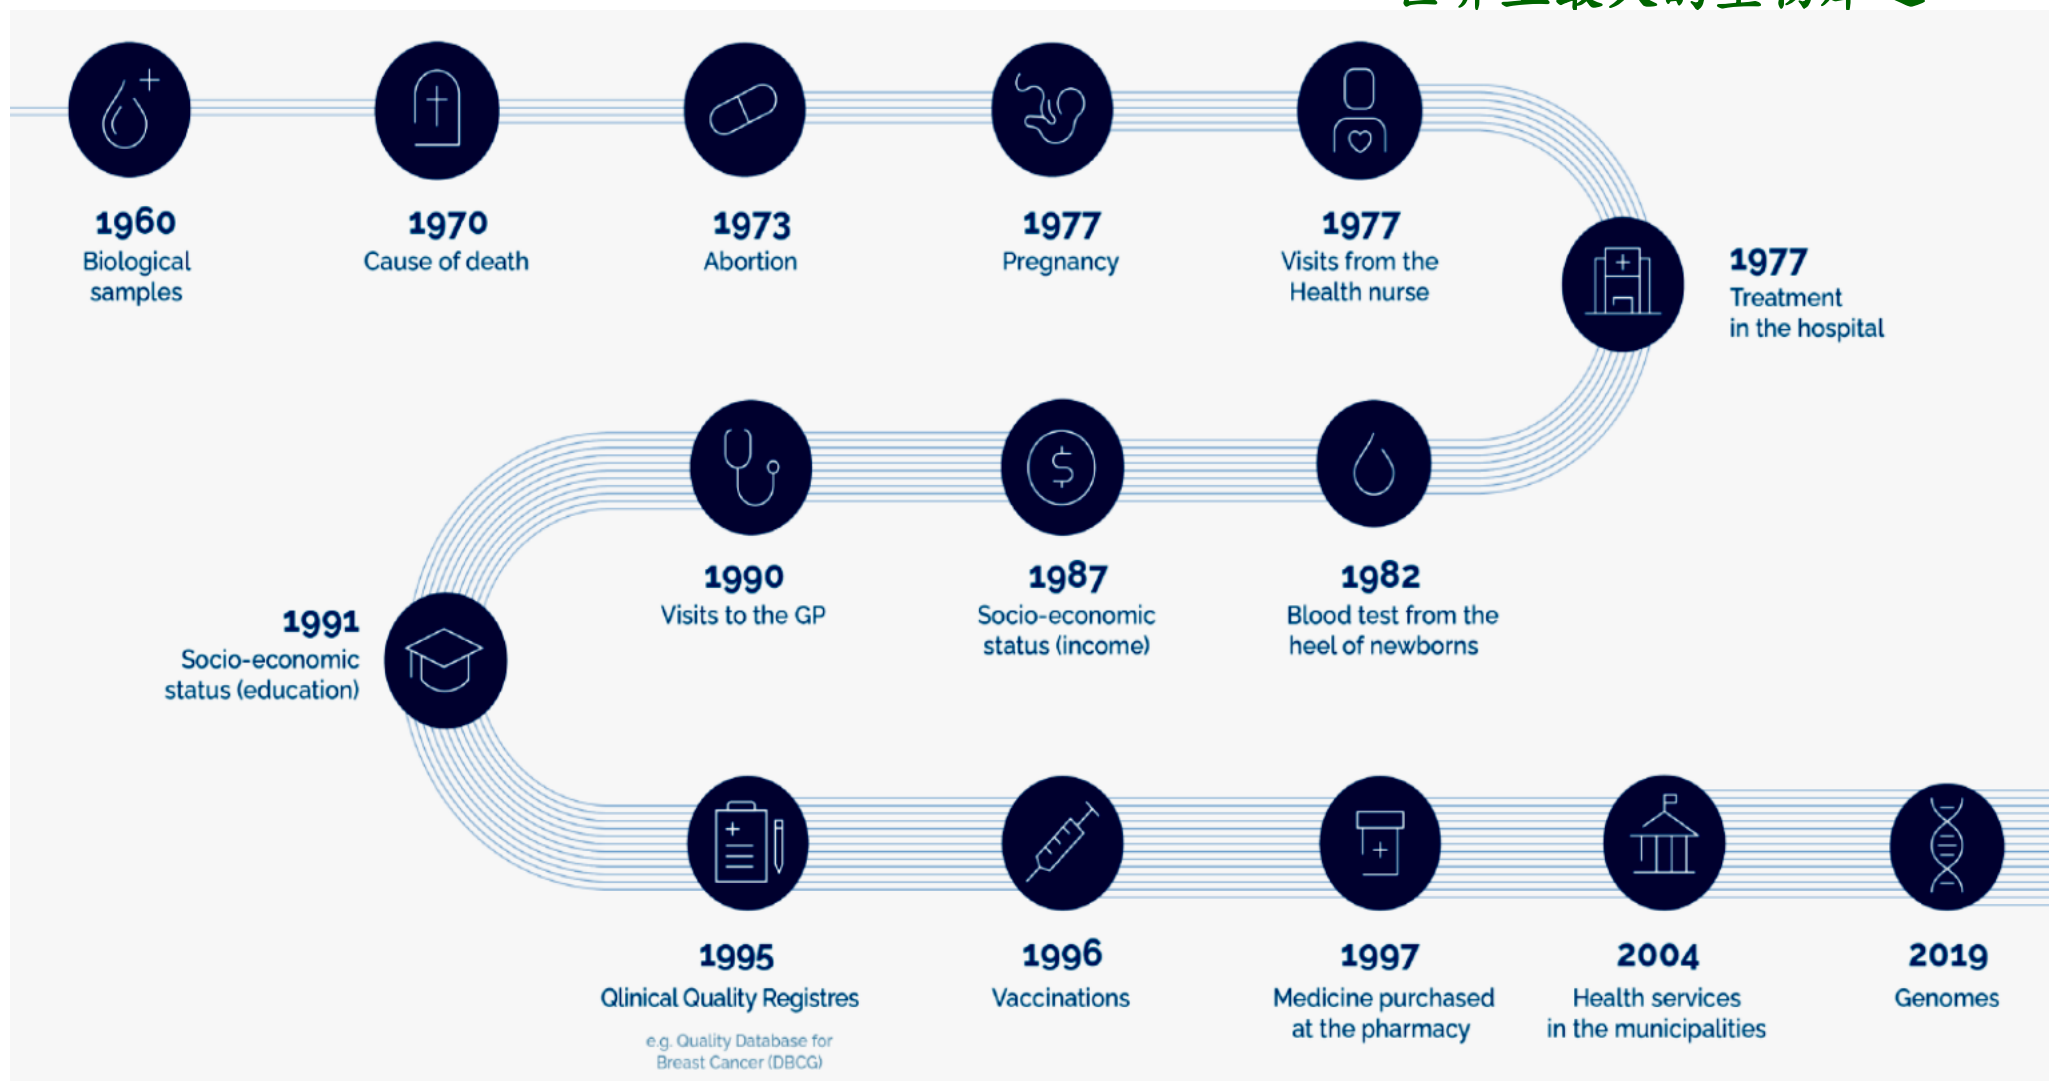 1960
Biological
samples
1970
Cause of death
1973
Abortion
1977
Pregnancy
1977
Visits from the
Health nurse
1977
Treatment
in the hospital
1982
Blood test from the
heel of newborns
1987
Socio-economic
status (income)
1990
Visits to the GP
1991
Socio-economic
status (education)
1995
Qlinical Quality Registres
e.g. Quality Database for
Breast Cancer (DBCG)
1996
Vaccinations
1997
Medicine purchased
at the pharmacy
2004
Health services
in the municipalities
2019
Genomes